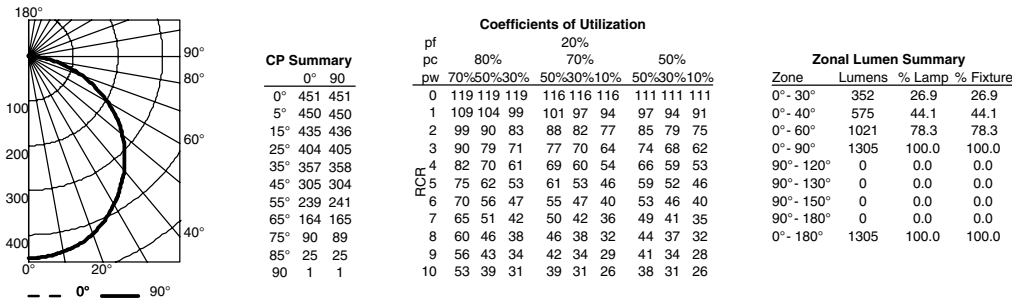 180°
90°
80°
100
60°
200
300
40°
400
0°
20°
0° 90°
CP Summary
0° 90
0° 451 451
5° 450 450
15° 435 436
25° 404 405
35° 357 358
45° 305 304
55° 239 241
65° 164 165
75° 90 89
85° 25 25
90 1 1
Coefficients of Utilization
pf 20%
pc 80% 70% 50%
pw 70%50%30% 50%30%10% 50%30%10%
RCR
0 119 119 119 116 116 116 111 111 111
1 109 104 99 101 97 94 97 94 91
2 99 90 83 88 82 77 85 79 75
3 90 79 71 77 70 64 74 68 62
4 82 70 61 69 60 54 66 59 53
5 75 62 53 61 53 46 59 52 46
6 70 56 47 55 47 40 53 46 40
7 65 51 42 50 42 36 49 41 35
8 60 46 38 46 38 32 44 37 32
9 56 43 34 42 34 29 41 34 28
10 53 39 31 39 31 26 38 31 26
Zonal Lumen Summary
Zone Lumens % Lamp % Fixture
0°- 30° 352 26.9 26.9
0°- 40° 575 44.1 44.1
0°- 60° 1021 78.3 78.3
0°- 90° 1305 100.0 100.0
90°- 120° 0 0.0 0.0
90°- 130° 0 0.0 0.0
90°- 150° 0 0.0 0.0
90°- 180° 0 0.0 0.0
0°- 180° 1305 100.0 100.0